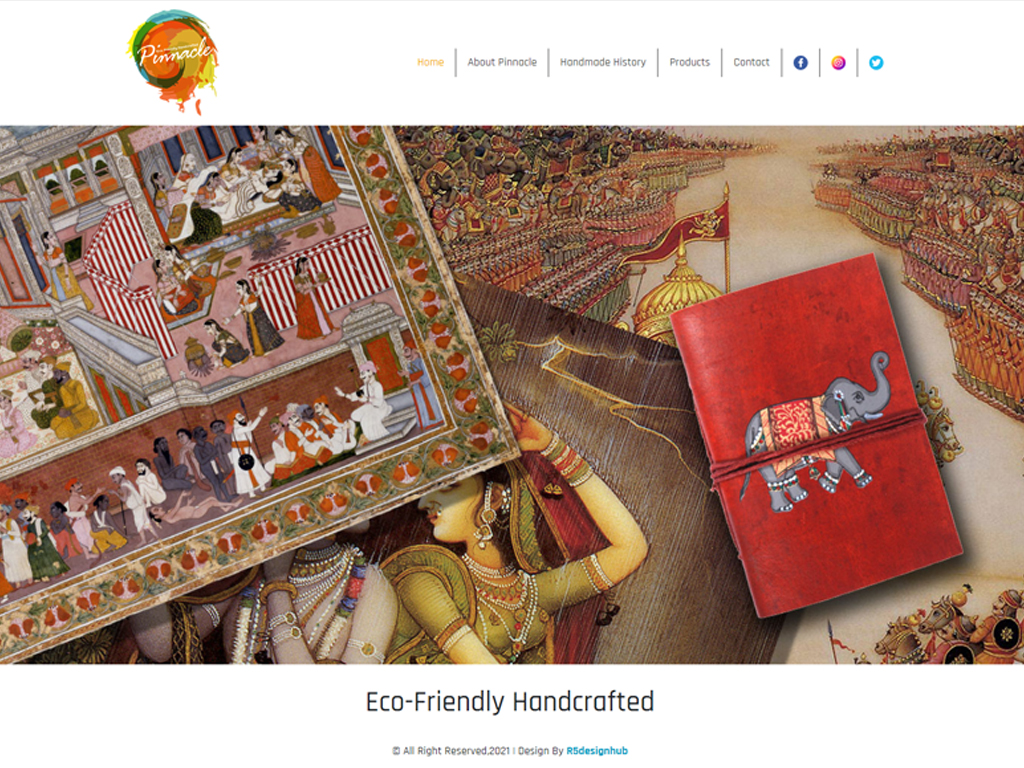 Pinnacle
Home
About Pinnacle
Handmade History
Products
Contact
Eco-Friendly Handcrafted
© All Right Reserved,2021 | Design By R5designhub